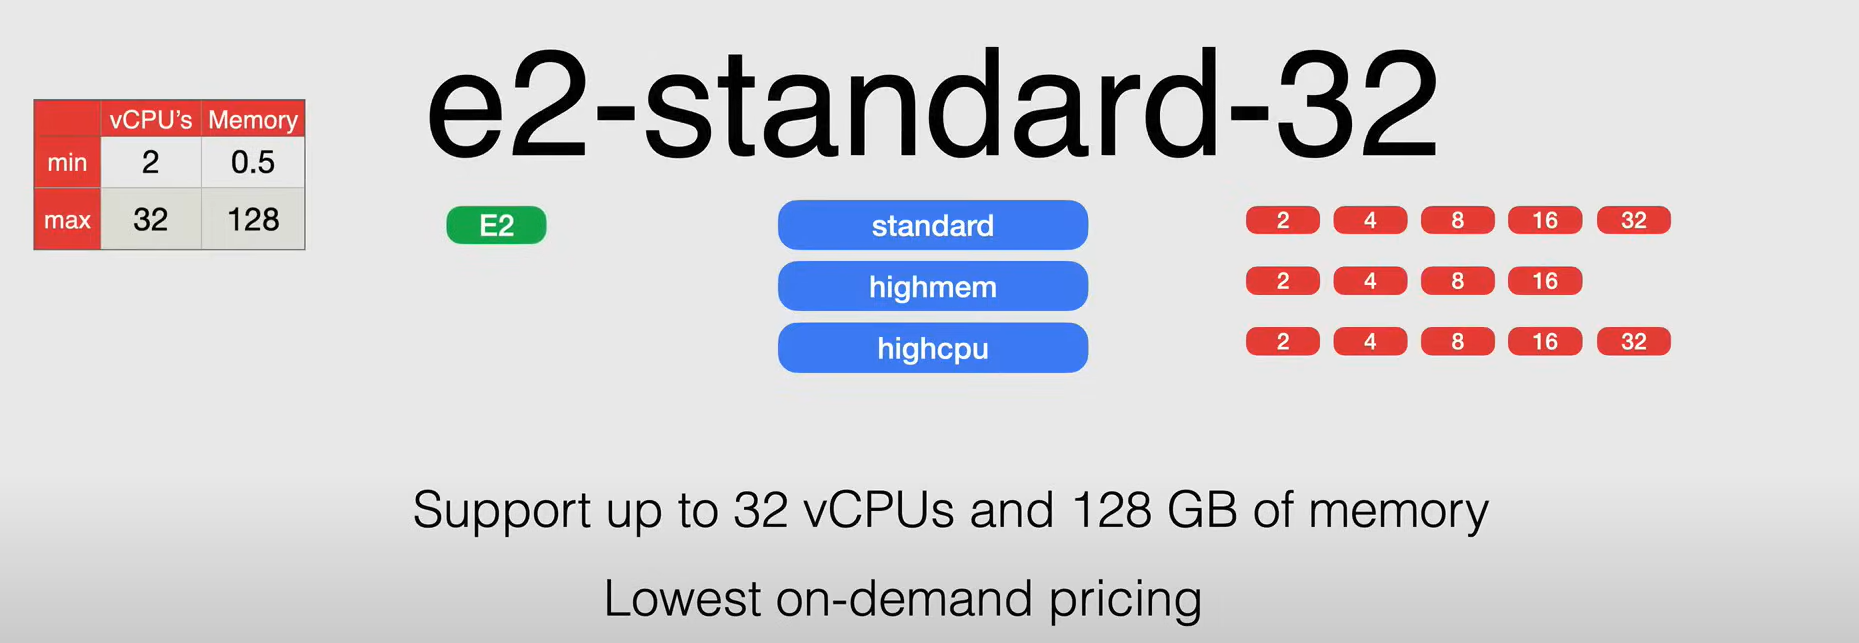 e2-standard-32
vCPU's Memory
min 2 0.5
max 32 128
E2
standard 2 4 8 16 32
highmem 2 4 8 16
highcpu 2 4 8 16 32
Support up to 32 vCPUs and 128 GB of memory
Lowest on-demand pricing